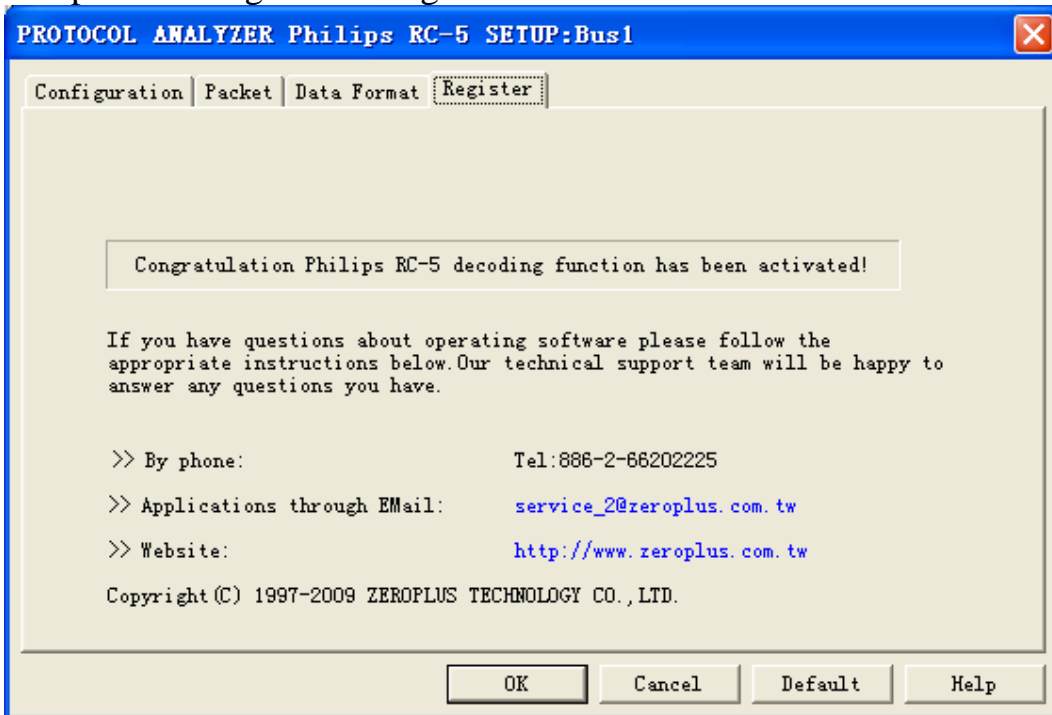 PROTOCOL ANALYZER Philips RC-5 SETUP:Bus1
Configuration Packet Data Format Register
Congratulation Philips RC-5 decoding function has been activated!
If you have questions about operating software please follow the
appropriate instructions below.Our technical support team will be happy to
answer any questions you have.
>> By phone: Tel:886-2-66202225
>> Applications through EMail: service_2@zeroplus.com.tw
>> Website: http://www.zeroplus.com.tw
Copyright(C) 1997-2009 ZEROPLUS TECHNOLOGY CO.,LTD.
OK Cancel Default Help